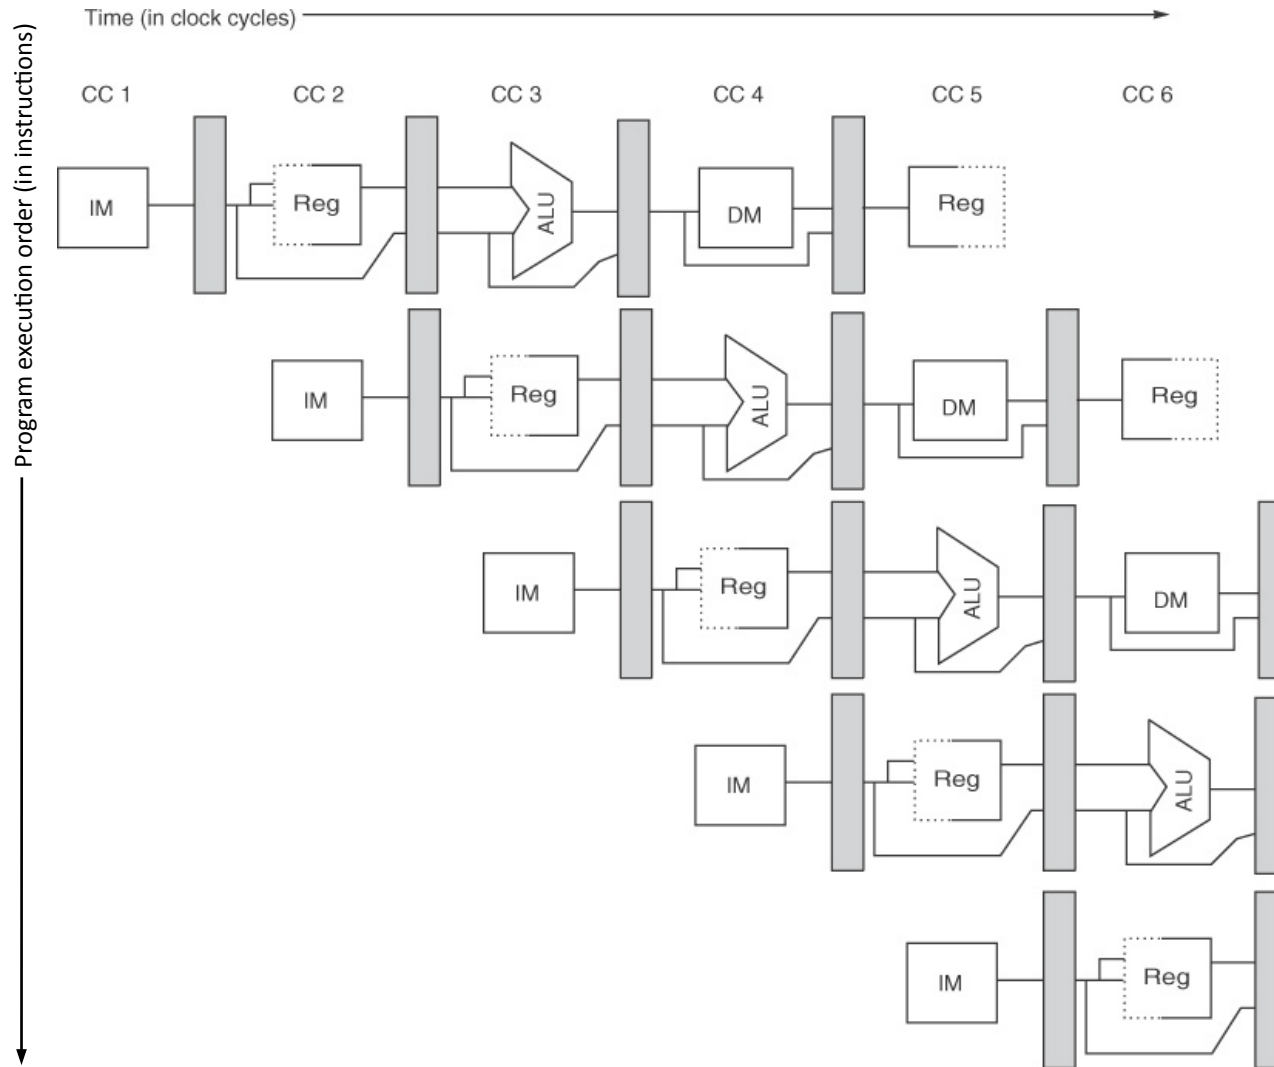 Time (in clock cycles)
Program execution order (in instructions)
CC 1 CC 2 CC 3 CC 4 CC 5 CC 6
IM Reg ALU DM Reg
IM Reg ALU DM Reg
IM Reg ALU DM
IM Reg ALU
IM Reg